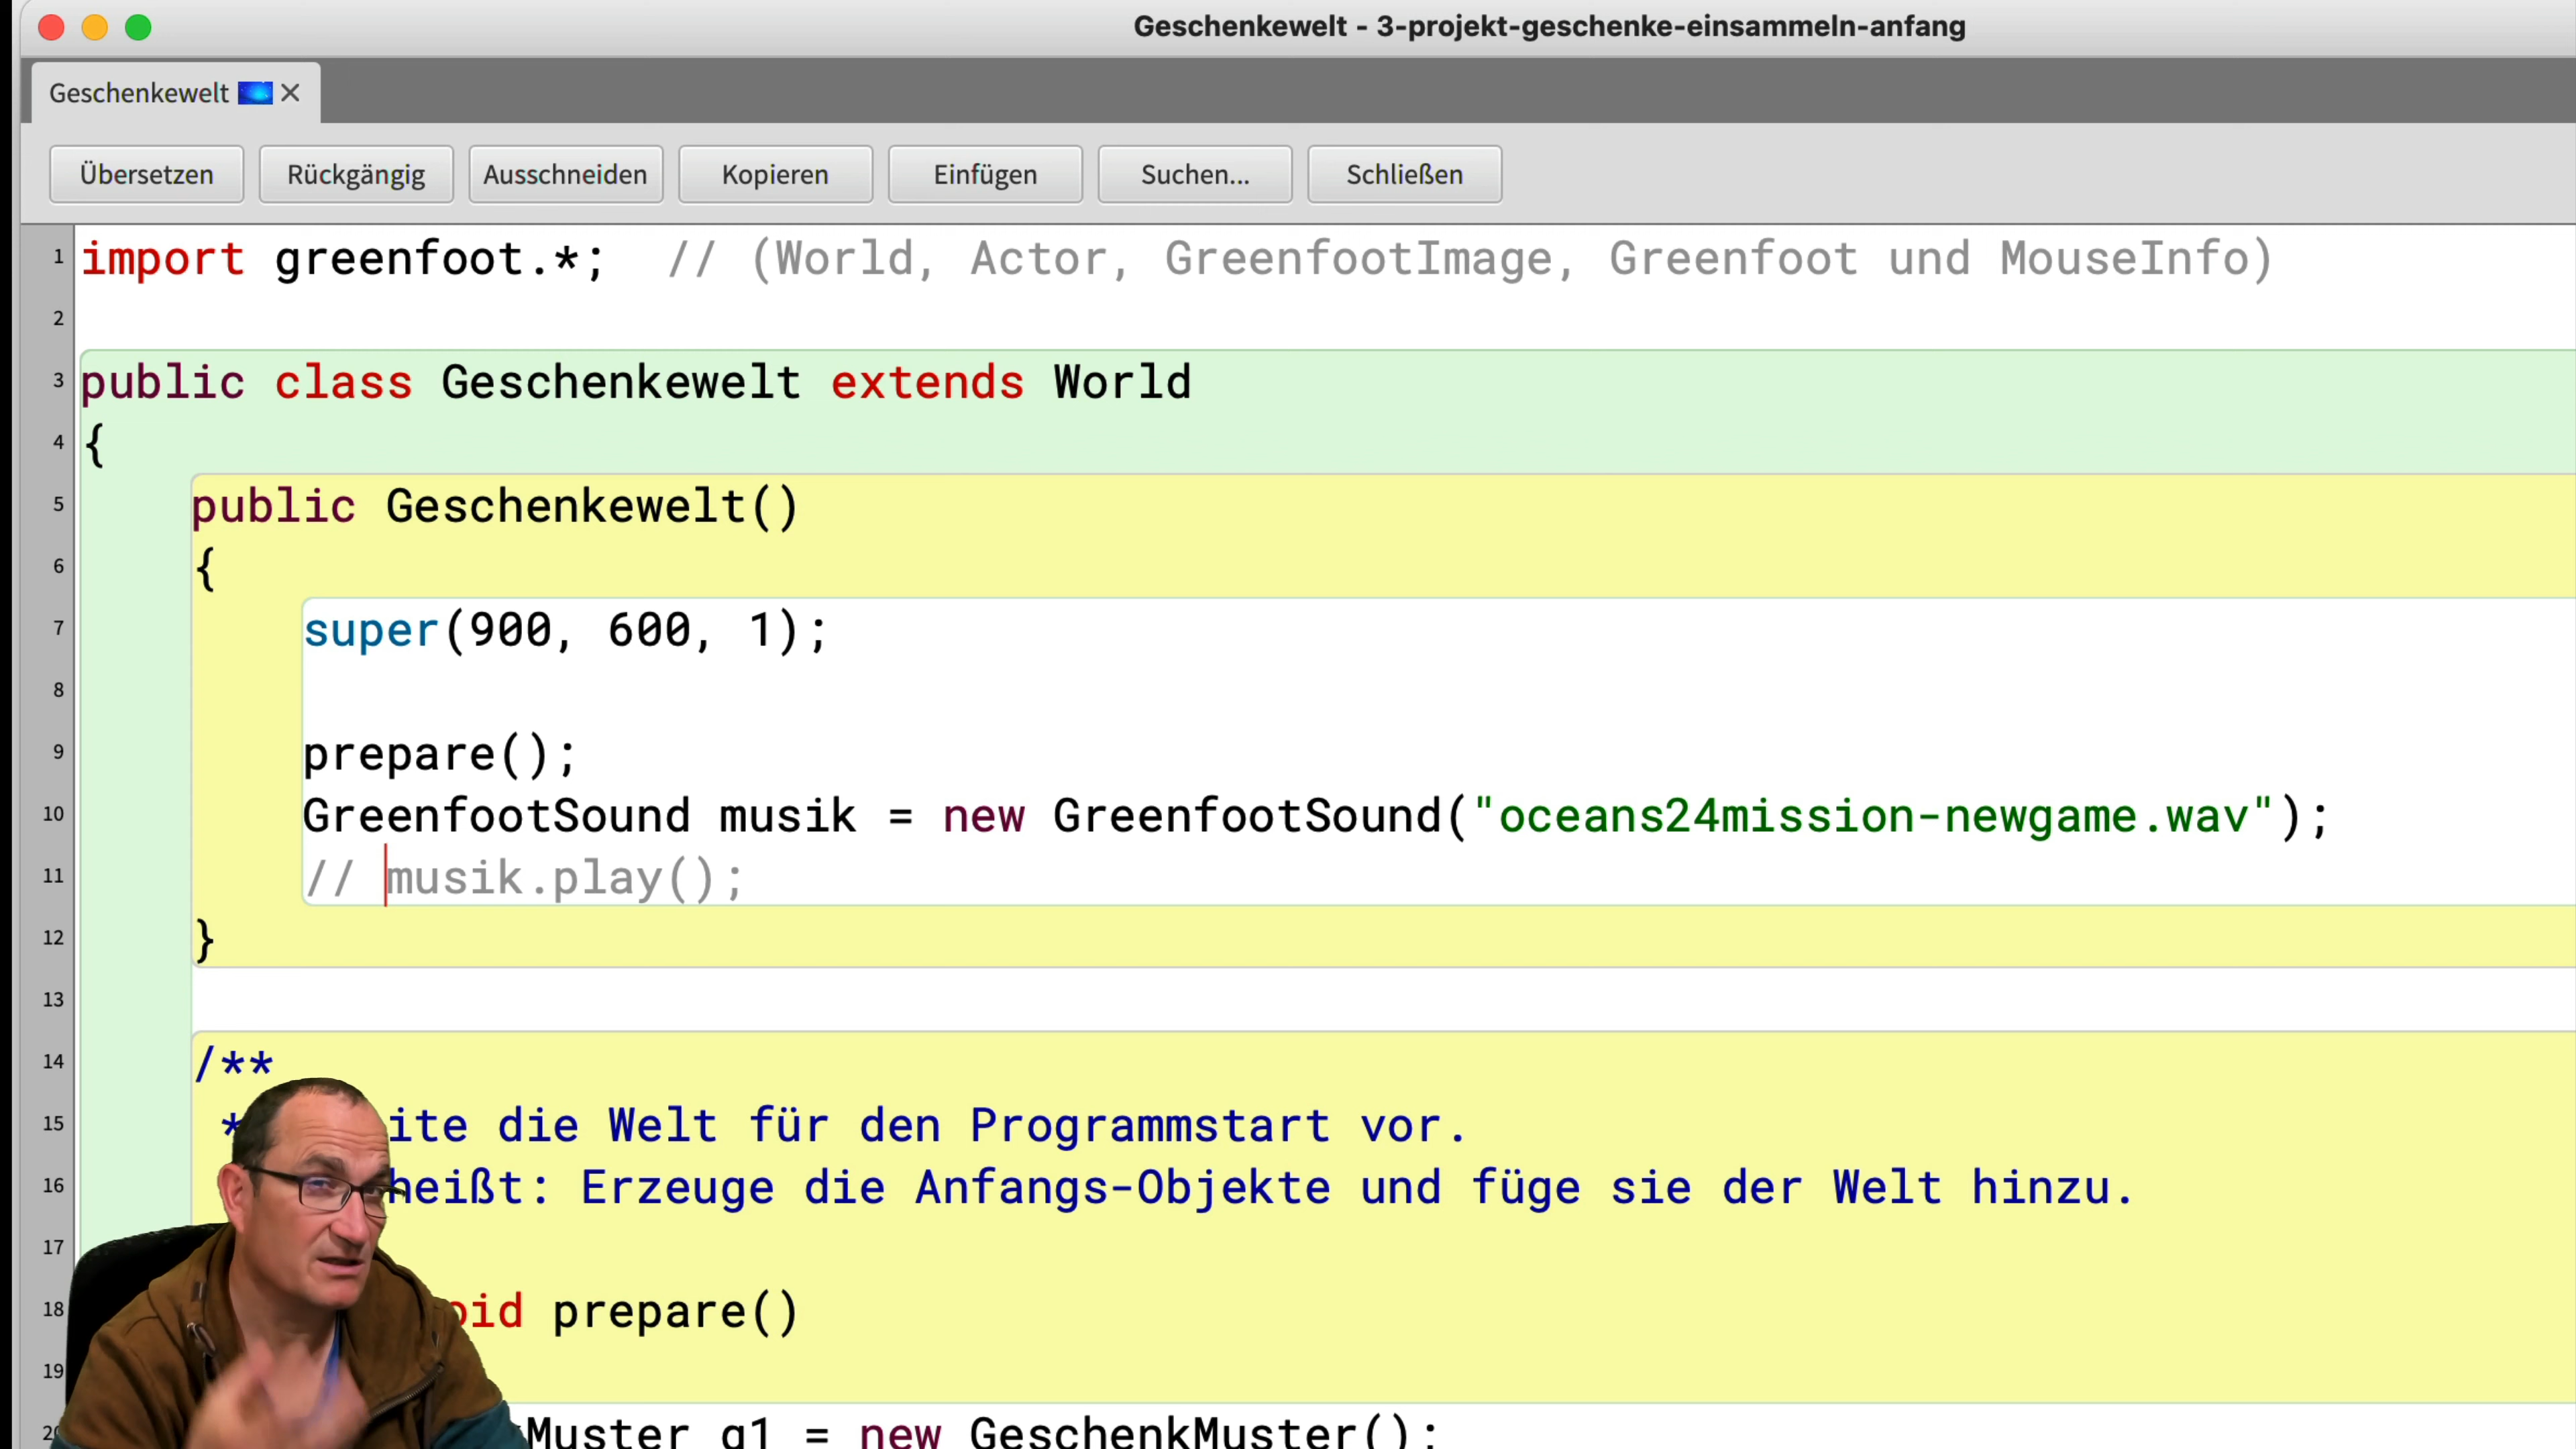 Geschenkewelt - 3-projekt-geschenke-einsammeln-anfang
Geschenkewelt
Übersetzen Rückgängig Ausschneiden Kopieren Einfügen Suchen... Schließen
1 import greenfoot.*; // (World, Actor, GreenfootImage, Greenfoot und MouseInfo)
2
3 public class Geschenkewelt extends World
4 {
5 public Geschenkewelt()
6 {
7 super(900, 600, 1);
8
9 prepare();
10 GreenfootSound musik = new GreenfootSound("oceans24mission-newgame.wav");
11 // musik.play();
12 }
13
14 /**
15 * ite die Welt für den Programmstart vor.
16 heißt: Erzeuge die Anfangs-Objekte und füge sie der Welt hinzu.
17
18 oid prepare()
19
Muster g1 = new GeschenkMuster();